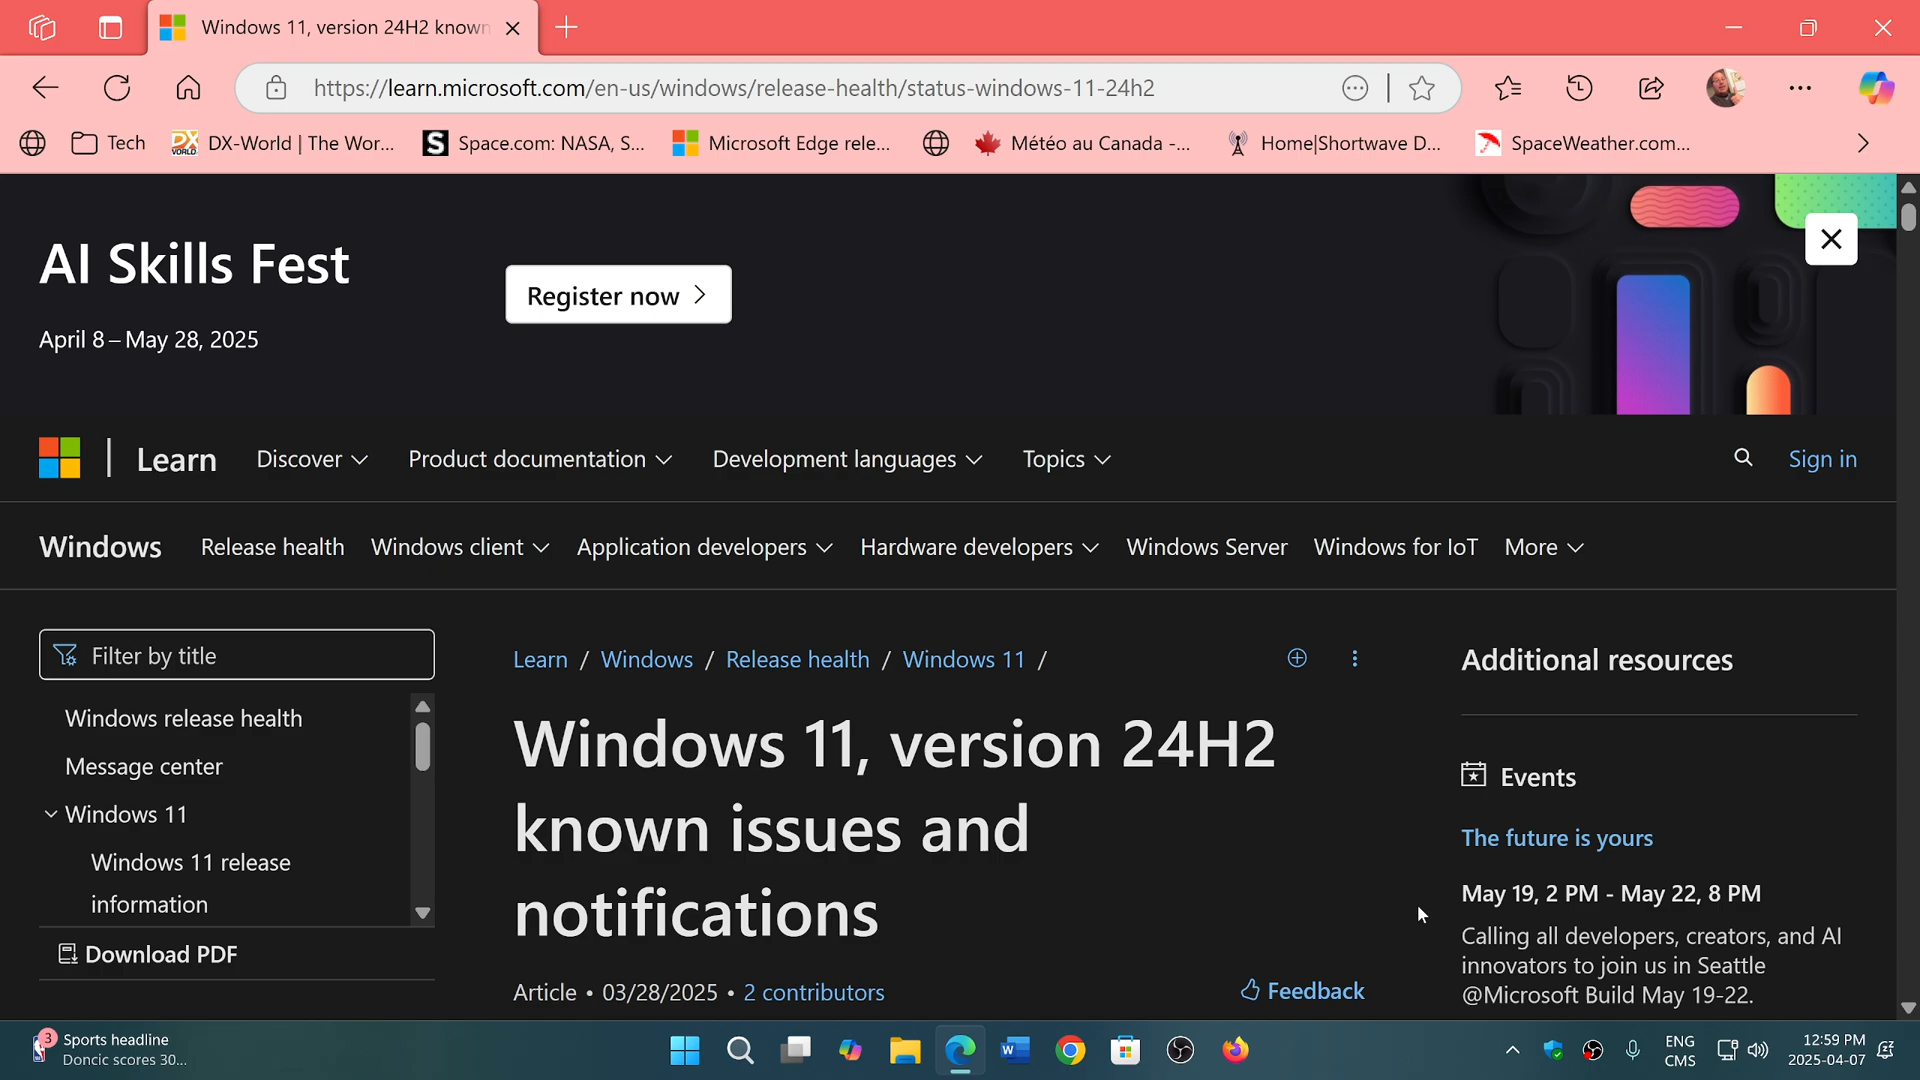 Windows 11, version 24H2 known
https://learn.microsoft.com/en-us/windows/release-health/status-windows-11-24h2
Tech
DX-World | The Wor...
Space.com: NASA, S...
Microsoft Edge rele...
Météo au Canada -...
Home|Shortwave D...
SpaceWeather.com...
AI Skills Fest
April 8 – May 28, 2025
Register now
Learn
Discover
Product documentation
Development languages
Topics
Sign in
Windows
Release health
Windows client
Application developers
Hardware developers
Windows Server
Windows for IoT
More
Filter by title
Windows release health
Message center
Windows 11
Windows 11 release
information
Download PDF
Learn / Windows / Release health / Windows 11 /
Windows 11, version 24H2
known issues and
notifications
Article • 03/28/2025 • 2 contributors
Feedback
Additional resources
Events
The future is yours
May 19, 2 PM - May 22, 8 PM
Calling all developers, creators, and AI
innovators to join us in Seattle
@Microsoft Build May 19-22.
3
Sports headline
Doncic scores 30...
ENG
CMS
12:59 PM
2025-04-07